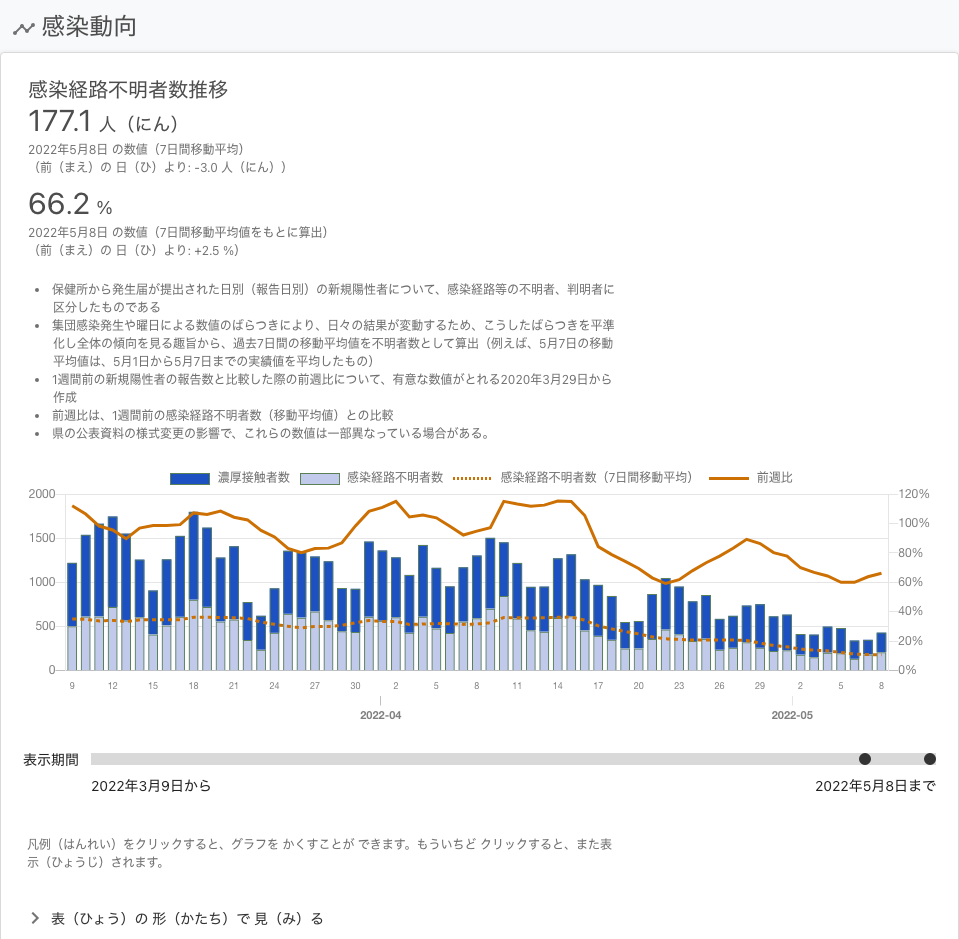 感染動向
感染経路不明者数推移
177.1 人（にん）
2022年5月8日 の数値（7日間移動平均）
（前（まえ）の 日（ひ）より: -3.0 人（にん））
66.2 %
2022年5月8日 の数値（7日間移動平均値をもとに算出）
（前（まえ）の 日（ひ）より: +2.5 %）
• 保健所から発生届が提出された日別（報告日別）の新規陽性者について、感染経路等の不明者、判明者に
区分したものである
• 集団感染発生や曜日による数値のばらつきにより、日々の結果が変動するため、こうしたばらつきを平準
化し全体の傾向を見る趣旨から、過去7日間の移動平均値を不明者数として算出（例えば、5月7日の移動
平均値は、5月1日から5月7日までの実績値を平均したもの）
• 1週間前の新規陽性者の報告数と比較した際の前週比について、有意な数値がとれる2020年3月29日から
作成
• 前週比は、1週間前の感染経路不明者数（移動平均値）との比較
• 県の公表資料の様式変更の影響で、これらの数値は一部異なっている場合がある。
濃厚接触者数 感染経路不明者数 感染経路不明者数（7日間移動平均） 前週比
2000 120%
100%
1500
80%
1000 60%
40%
500
20%
0 0%
9 12 15 18 21 24 27 30 2 5 8 11 14 17 20 23 26 29 2 5 8
2022-04 2022-05
表示期間
2022年3月9日から 2022年5月8日まで
凡例（はんれい）をクリックすると、グラフを かくすことが できます。もういちど クリックすると、また表
示（ひょうじ）されます。
表（ひょう）の 形（かたち）で 見（み）る